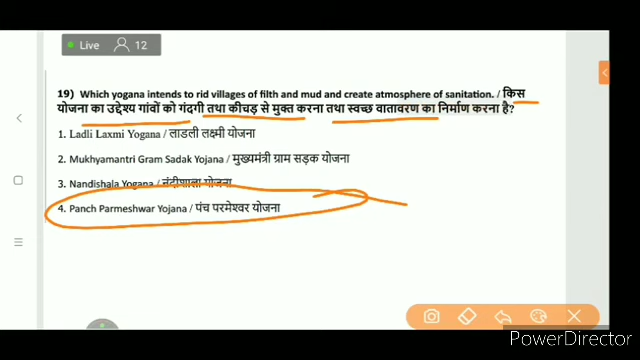 Live 12
19) Which yogana intends to rid villages of filth and mud and create atmosphere of sanitation. / किस
योजना का उद्देश्य गांवों को गंदगी तथा कीचड़ से मुक्त करना तथा स्वच्छ वातावरण का निर्माण करना है?
1. Ladli Laxmi Yogana / लाडली लक्ष्मी योजना
2. Mukhyamantri Gram Sadak Yojana / मुख्यमंत्री ग्राम सड़क योजना
3. Nandishala Yogana / नंदीशाला योजना
4. Panch Parmeshwar Yojana / पंच परमेश्वर योजना
PowerDirector